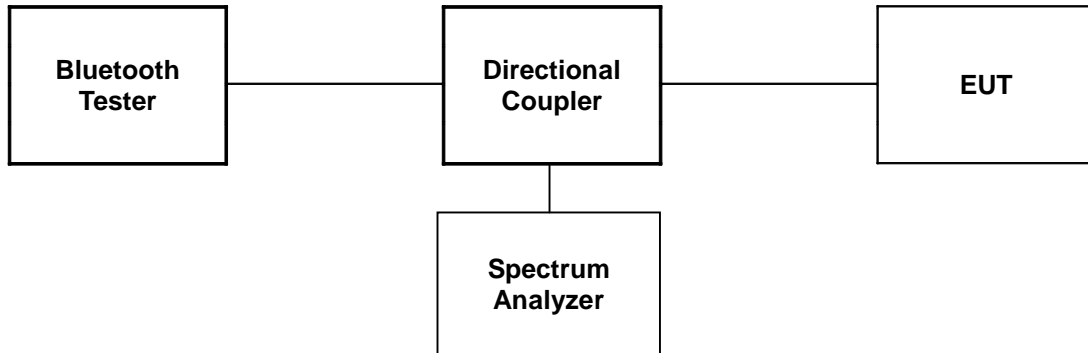 Bluetooth
Tester
Directional
Coupler
EUT
Spectrum
Analyzer